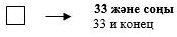 33 және соңы
33 и конец